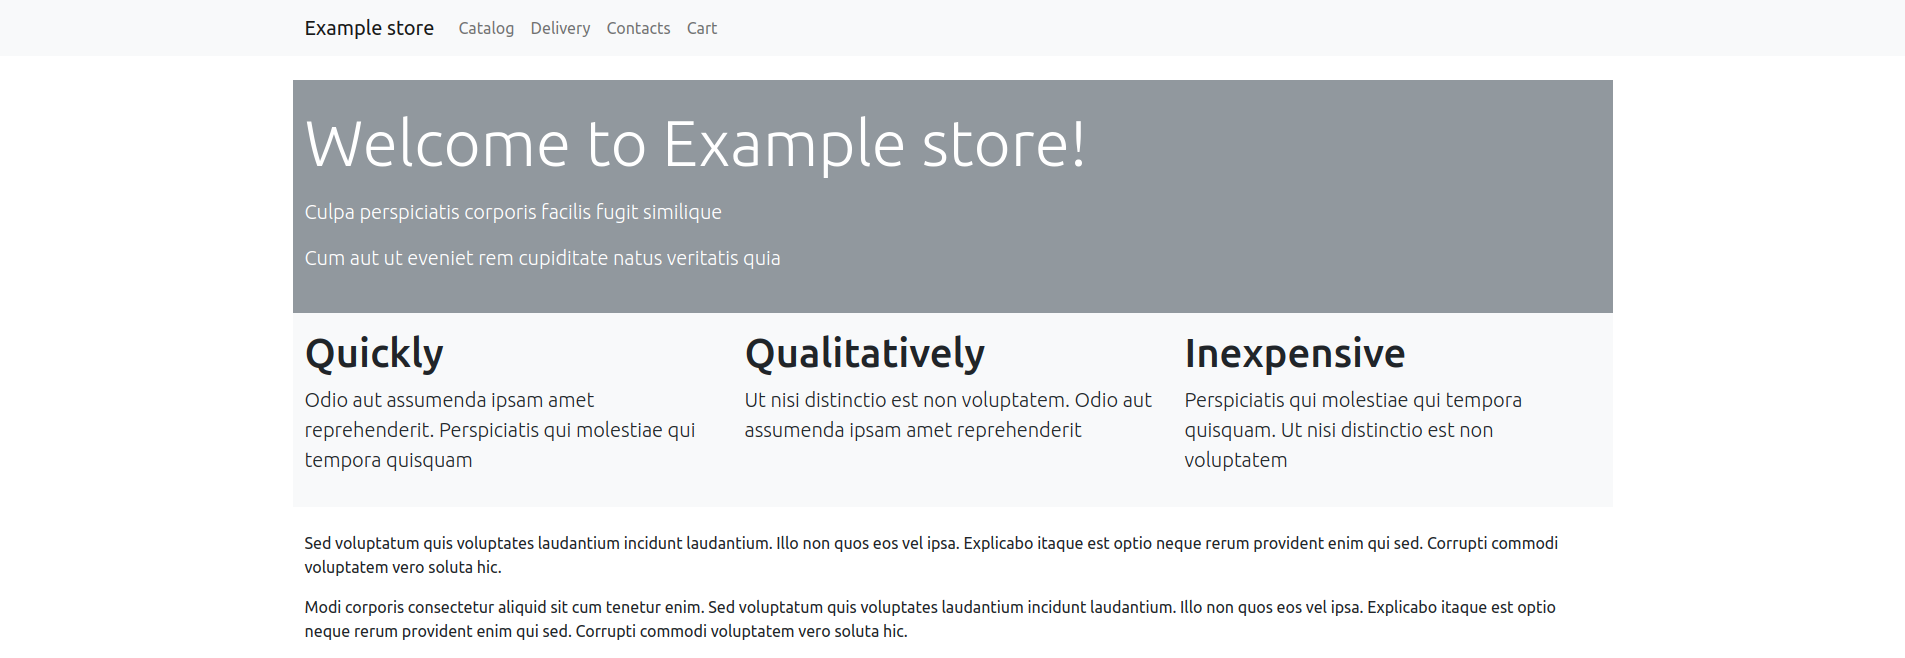 Example store Catalog Delivery Contacts Cart
Welcome to Example store!
Culpa perspiciatis corporis facilis fugit similique
Cum aut ut eveniet rem cupiditate natus veritatis quia
Quickly
Odio aut assumenda ipsam amet
reprehenderit. Perspiciatis qui molestiae qui
tempora quisquam
Qualitatively
Ut nisi distinctio est non voluptatem. Odio aut
assumenda ipsam amet reprehenderit
Inexpensive
Perspiciatis qui molestiae qui tempora
quisquam. Ut nisi distinctio est non
voluptatem
Sed voluptatum quis voluptates laudantium incidunt laudantium. Illo non quos eos vel ipsa. Explicabo itaque est optio neque rerum provident enim qui sed. Corrupti commodi
voluptatem vero soluta hic.
Modi corporis consectetur aliquid sit cum tenetur enim. Sed voluptatum quis voluptates laudantium incidunt laudantium. Illo non quos eos vel ipsa. Explicabo itaque est optio
neque rerum provident enim qui sed. Corrupti commodi voluptatem vero soluta hic.